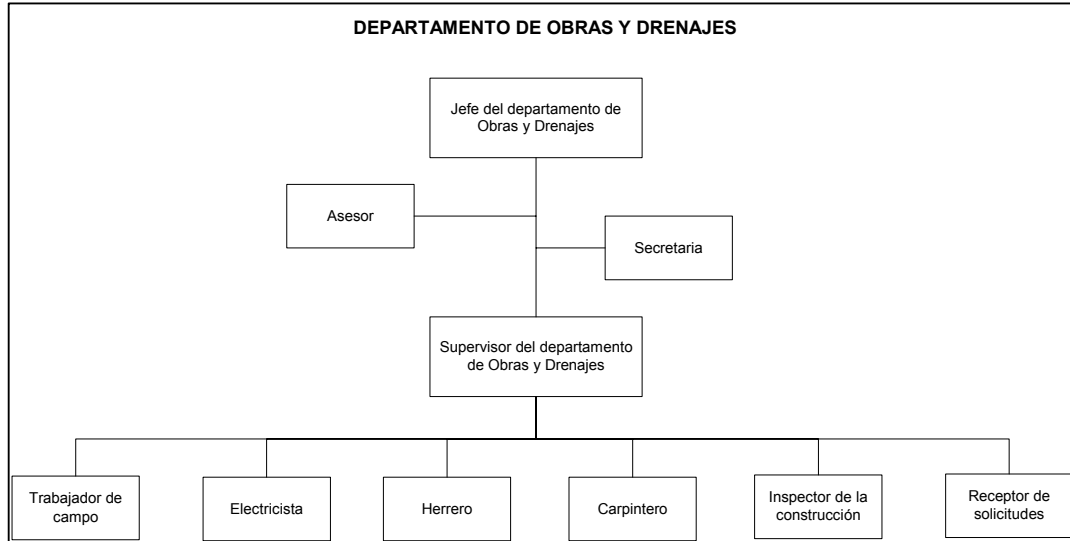 DEPARTAMENTO DE OBRAS Y DRENAJES
Jefe del departamento de
Obras y Drenajes
Asesor
Secretaria
Supervisor del departamento
de Obras y Drenajes
Trabajador de
campo
Electricista
Herrero
Carpintero
Inspector de la
construcción
Receptor de
solicitudes